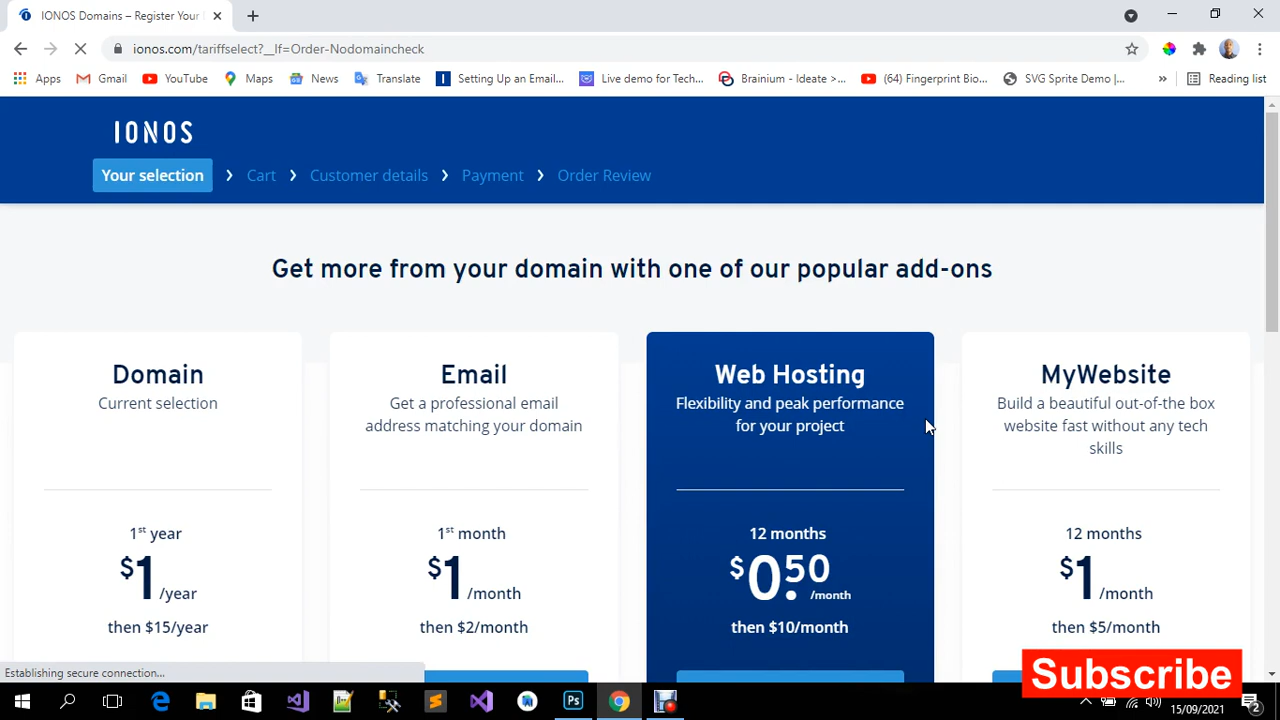 IONOS Domains – Register Your
ionos.com/tariffselect?__lf=Order-Nodomaincheck
Apps
Gmail
YouTube
Maps
News
Translate
Setting Up an Email...
Live demo for Tech...
Brainium - Ideate >...
(64) Fingerprint Bio...
SVG Sprite Demo |...
»
Reading list
IONOS
Your selection > Cart > Customer details > Payment > Order Review
Get more from your domain with one of our popular add-ons
Domain
Current selection
1st year
$1/year
then $15/year
Email
Get a professional email
address matching your domain
1st month
$1/month
then $2/month
Web Hosting
Flexibility and peak performance
for your project
12 months
$0.50/month
then $10/month
MyWebsite
Build a beautiful out-of-the box
website fast without any tech
skills
12 months
$1/month
then $5/month
Establishing secure connection...
Subscribe
Ps
15/09/2021
2